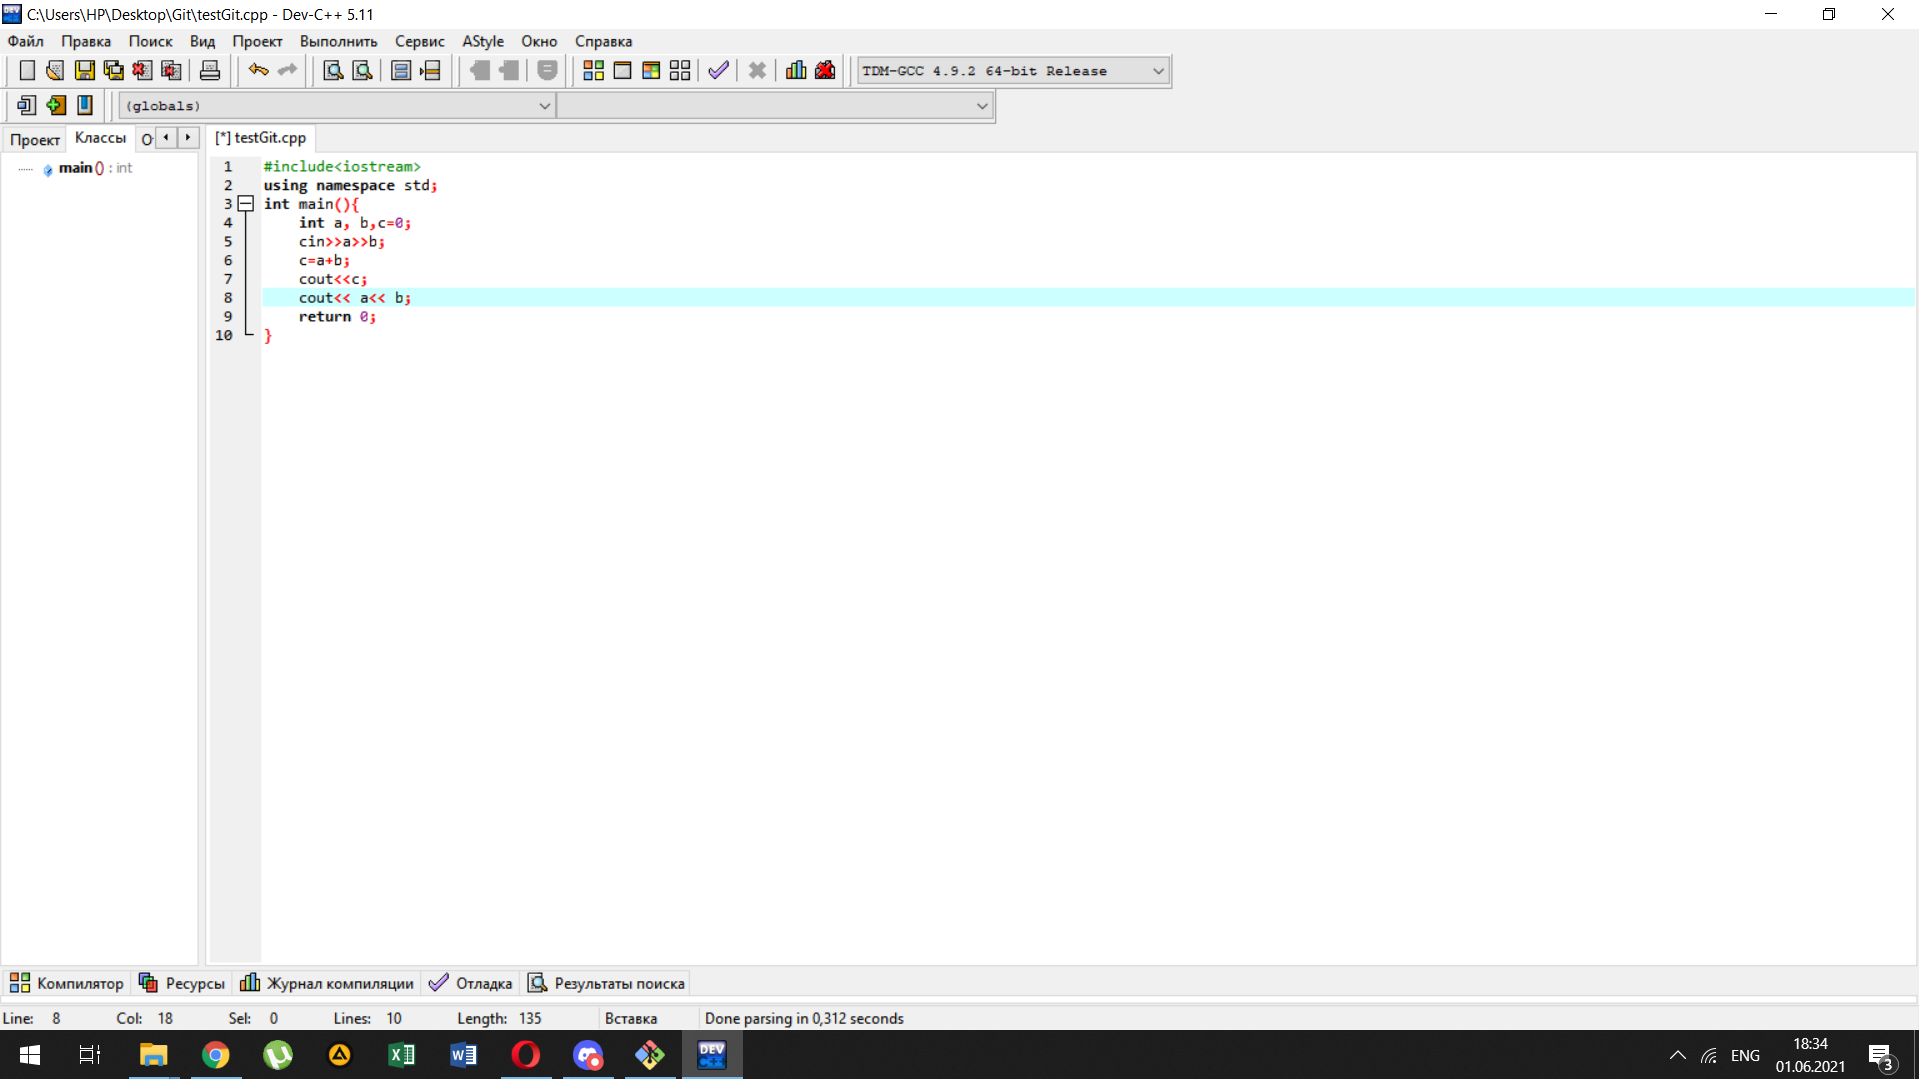 C:\Users\HP\Desktop\Git\testGit.cpp - Dev-C++ 5.11
Файл Правка Поиск Вид Проект Выполнить Сервис AStyle Окно Справка
TDM-GCC 4.9.2 64-bit Release
(globals)
Проект Классы О
[*] testGit.cpp
main () : int
1 #include<iostream>
2 using namespace std;
3 int main(){
4 int a, b,c=0;
5 cin>>a>>b;
6 c=a+b;
7 cout<<c;
8 cout<< a<< b;
9 return 0;
10 }
Компилятор Ресурсы Журнал компиляции Отладка Результаты поиска
Line: 8 Col: 18 Sel: 0 Lines: 10 Length: 135 Вставка Done parsing in 0,312 seconds
DEV C++
ENG
18:34
01.06.2021
3